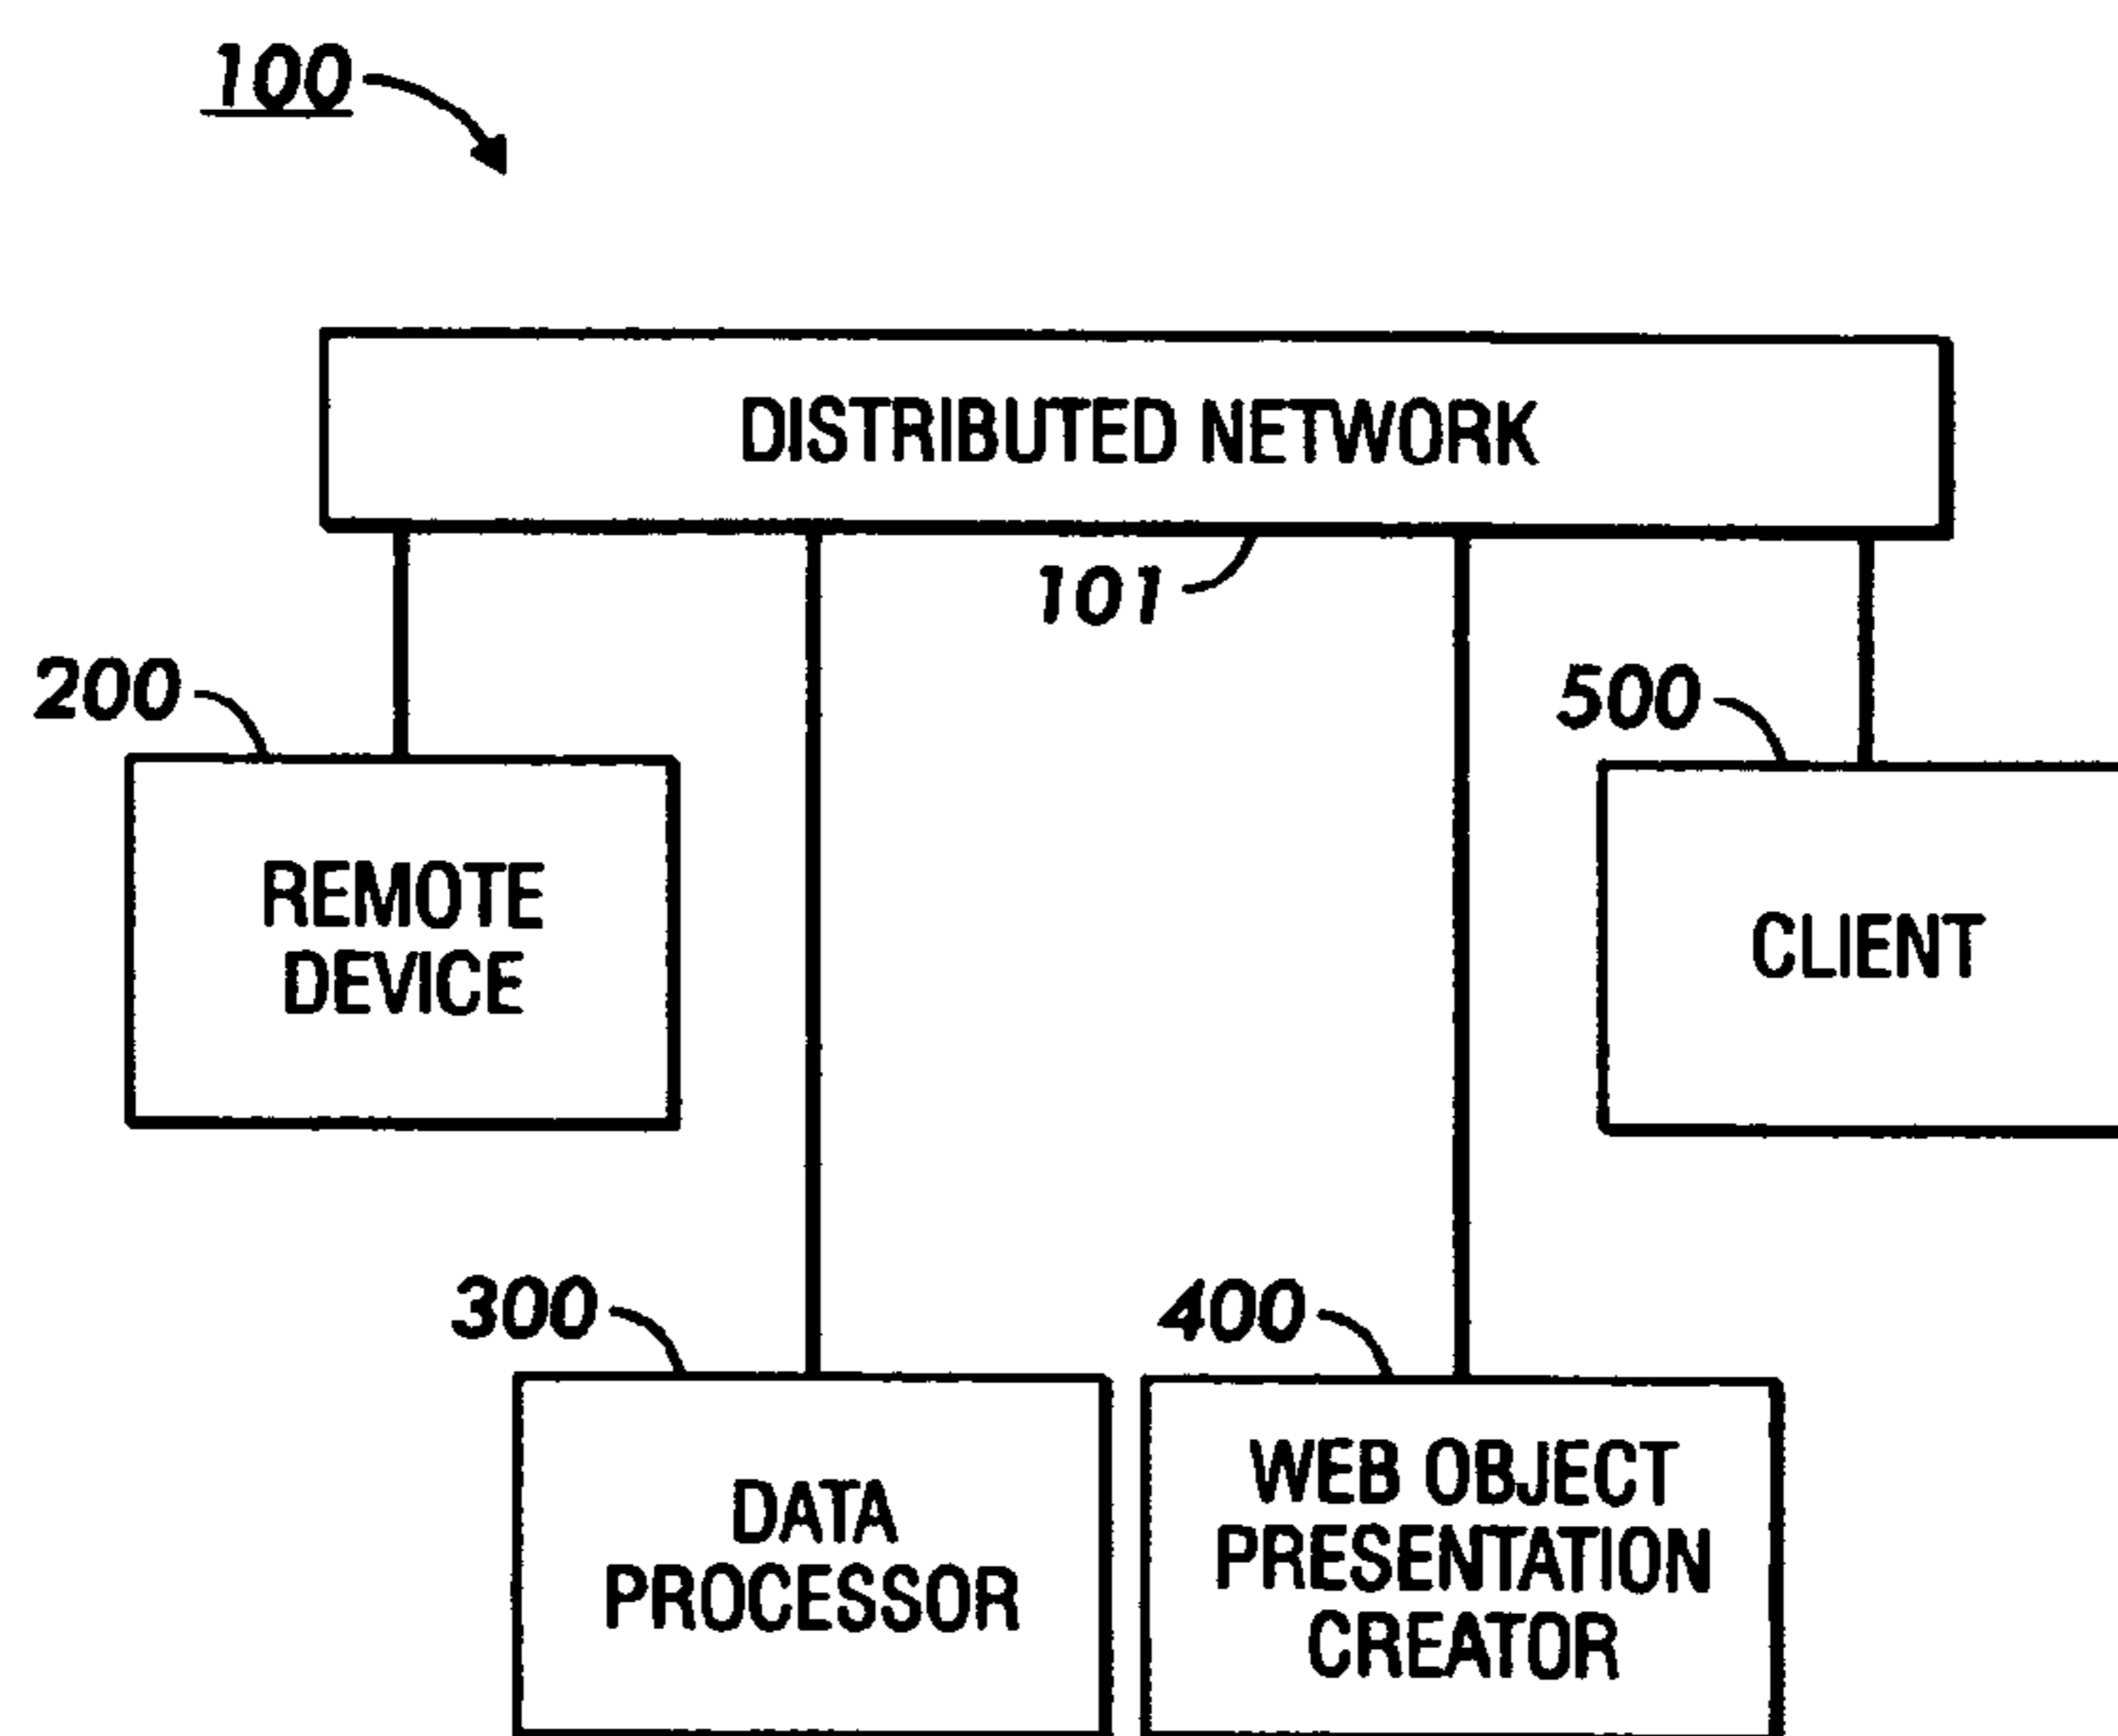 100
DISTRIBUTED NETWORK
101
200
500
REMOTE
DEVICE
CLIENT
300
400
DATA
PROCESSOR
WEB OBJECT
PRESENTATION
CREATOR